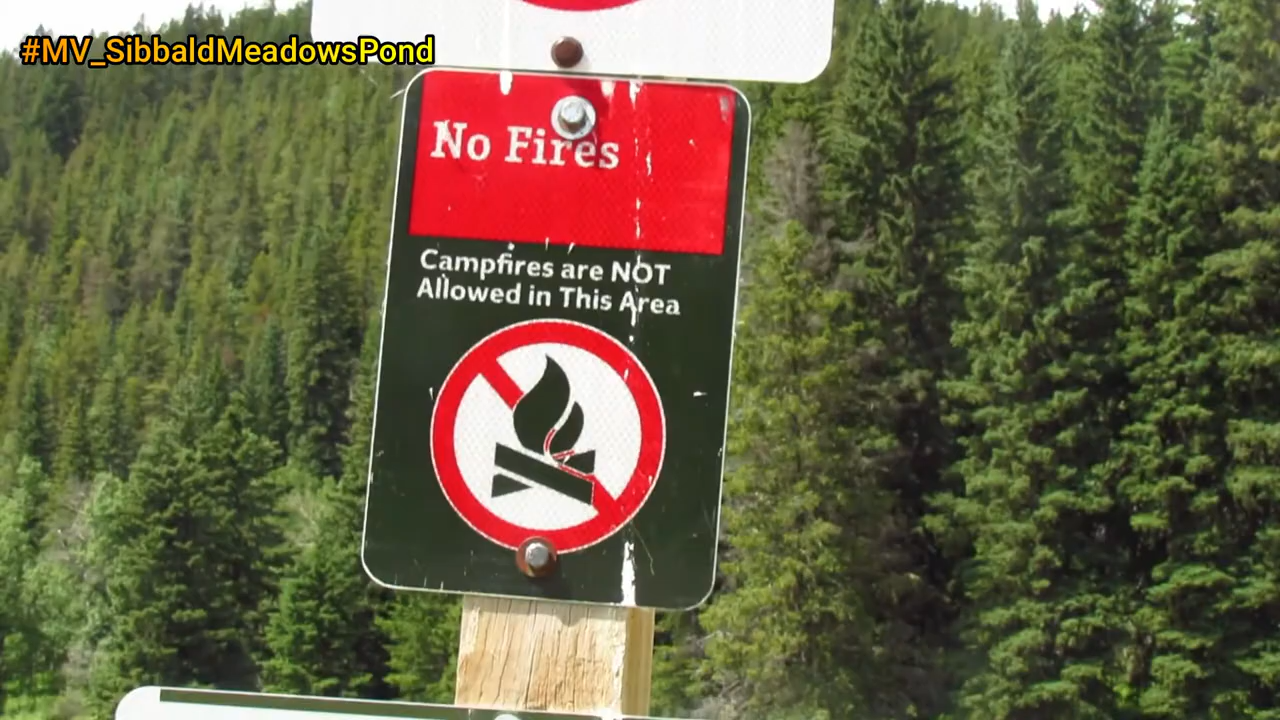 #MV_SibbaldMeadowsPond
No Fires
Campfires are NOT
Allowed in This Area